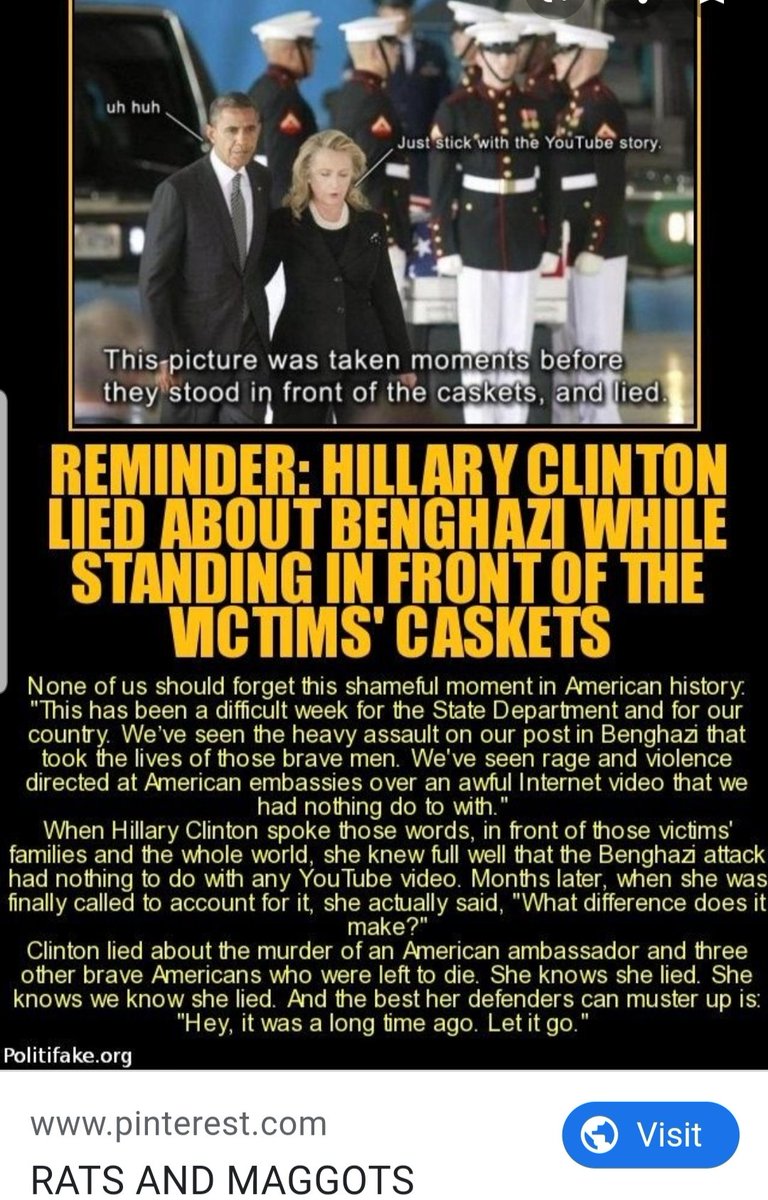 uh huh
Just stick with the YouTube story.
This picture was taken moments before
they stood in front of the caskets, and lied.
REMINDER: HILLARY CLINTON
LIED ABOUT BENGHAZI WHILE
STANDING IN FRONT OF THE
VICTIMS' CASKETS
None of us should forget this shameful moment in American history:
"This has been a difficult week for the State Department and for our
country. We've seen the heavy assault on our post in Benghazi that
took the lives of those brave men. We've seen rage and violence
directed at American embassies over an awful Internet video that we
had nothing do to with."
When Hillary Clinton spoke those words, in front of those victims'
families and the whole world, she knew full well that the Benghazi attack
had nothing to do with any YouTube video. Months later, when she was
finally called to account for it, she actually said, "What difference does it
make?"
Clinton lied about the murder of an American ambassador and three
other brave Americans who were left to die. She knows she lied. She
knows we know she lied. And the best her defenders can muster up is:
"Hey, it was a long time ago. Let it go."
Politifake.org
www.pinterest.com
Visit
RATS AND MAGGOTS